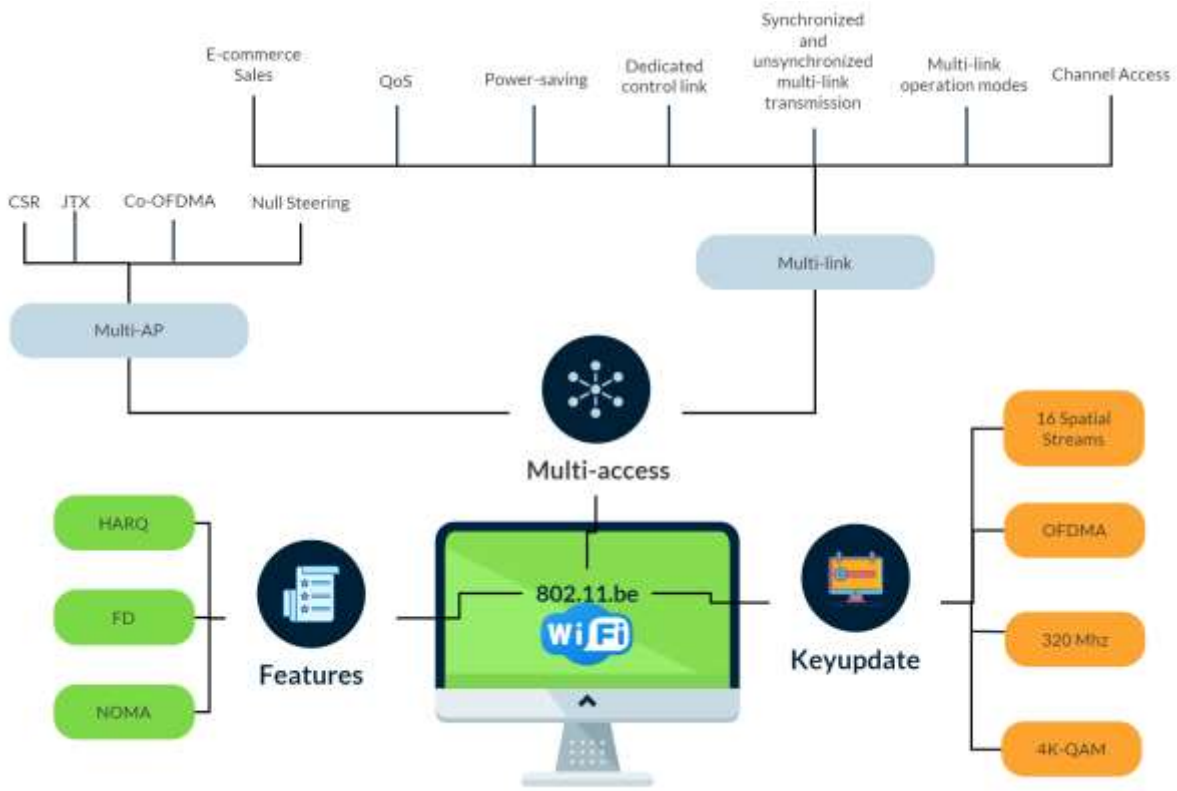 E-commerce
Sales
QoS
Power-saving
Dedicated
control link
Synchronized
and
unsynchronized
multi-link
transmission
Multi-link
operation modes
Channel Access
CSR
JTX
Co-OFDMA
Null Steering
Multi-link
Multi-AP
Multi-access
16 Spatial
Streams
OFDMA
320 Mhz
4K-QAM
HARQ
FD
NOMA
Features
802.11.be
WiFi
Keyupdate